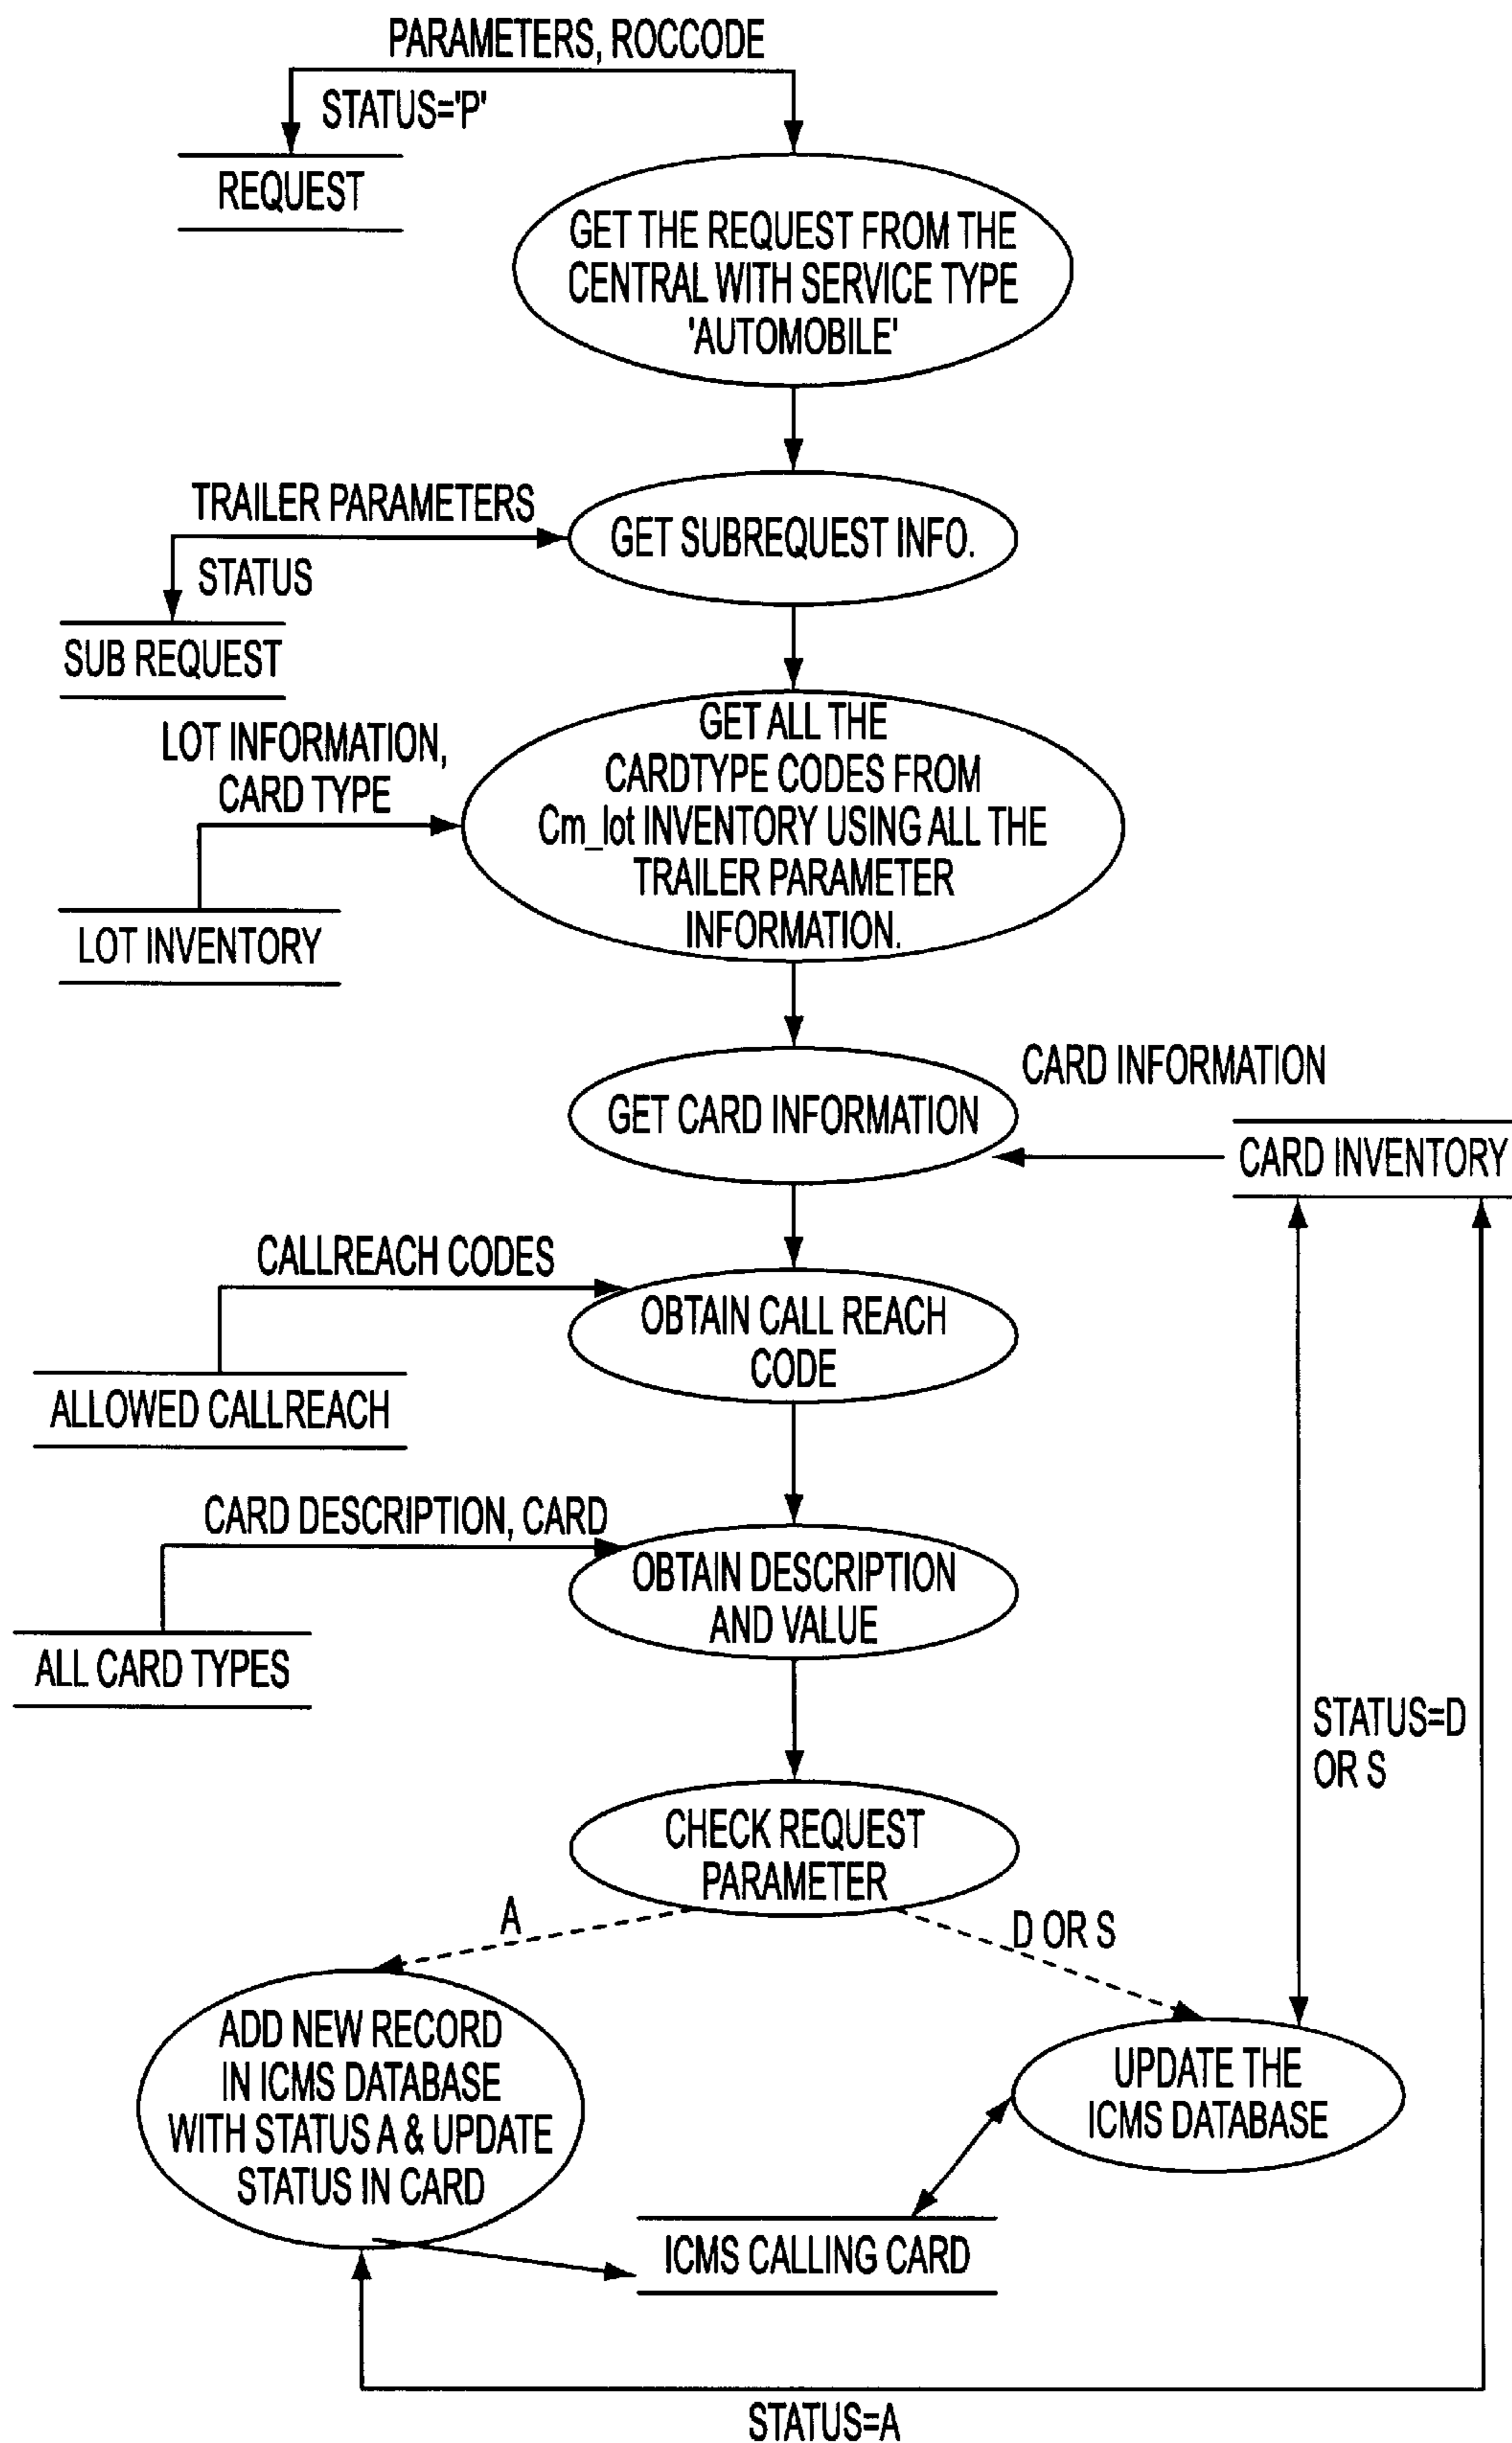 PARAMETERS, ROCCODE
STATUS='P'
REQUEST
GET THE REQUEST FROM THE
CENTRAL WITH SERVICE TYPE
'AUTOMOBILE'
TRAILER PARAMETERS
GET SUBREQUEST INFO.
STATUS
SUB REQUEST
LOT INFORMATION,
CARD TYPE
GET ALL THE
CARDTYPE CODES FROM
Cm_lot INVENTORY USING ALL THE
TRAILER PARAMETER
INFORMATION.
LOT INVENTORY
CARD INFORMATION
GET CARD INFORMATION
CARD INVENTORY
CALLREACH CODES
OBTAIN CALL REACH
CODE
ALLOWED CALLREACH
CARD DESCRIPTION, CARD
OBTAIN DESCRIPTION
AND VALUE
ALL CARD TYPES
STATUS=D
OR S
CHECK REQUEST
PARAMETER
A
D OR S
ADD NEW RECORD
IN ICMS DATABASE
WITH STATUS A & UPDATE
STATUS IN CARD
UPDATE THE
ICMS DATABASE
ICMS CALLING CARD
STATUS=A